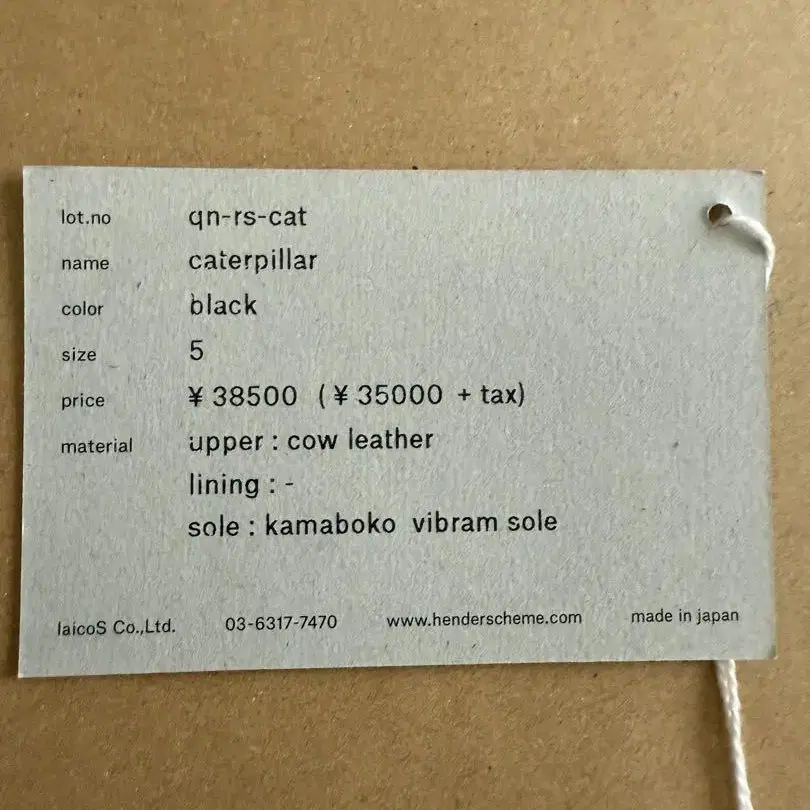 lot.no qn-rs-cat
name caterpillar
color black
size 5
price ¥ 38500 (¥ 35000 + tax)
material upper : cow leather
lining : -
sole : kamaboko vibram sole
laicoS Co.,Ltd. 03-6317-7470 www.henderscheme.com made in japan